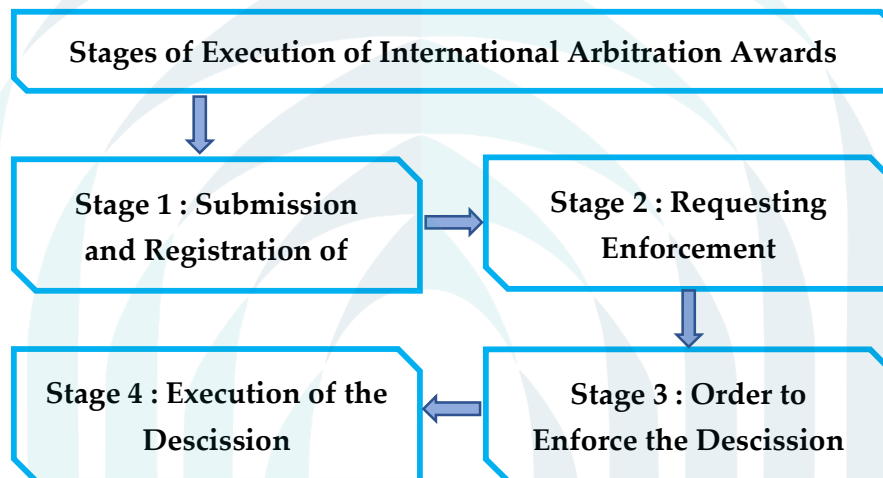 Stages of Execution of International Arbitration Awards
Stage 1 : Submission
and Registration of
Stage 2 : Requesting
Enforcement
Stage 3 : Order to
Enforce the Descission
Stage 4 : Execution of the
Descission